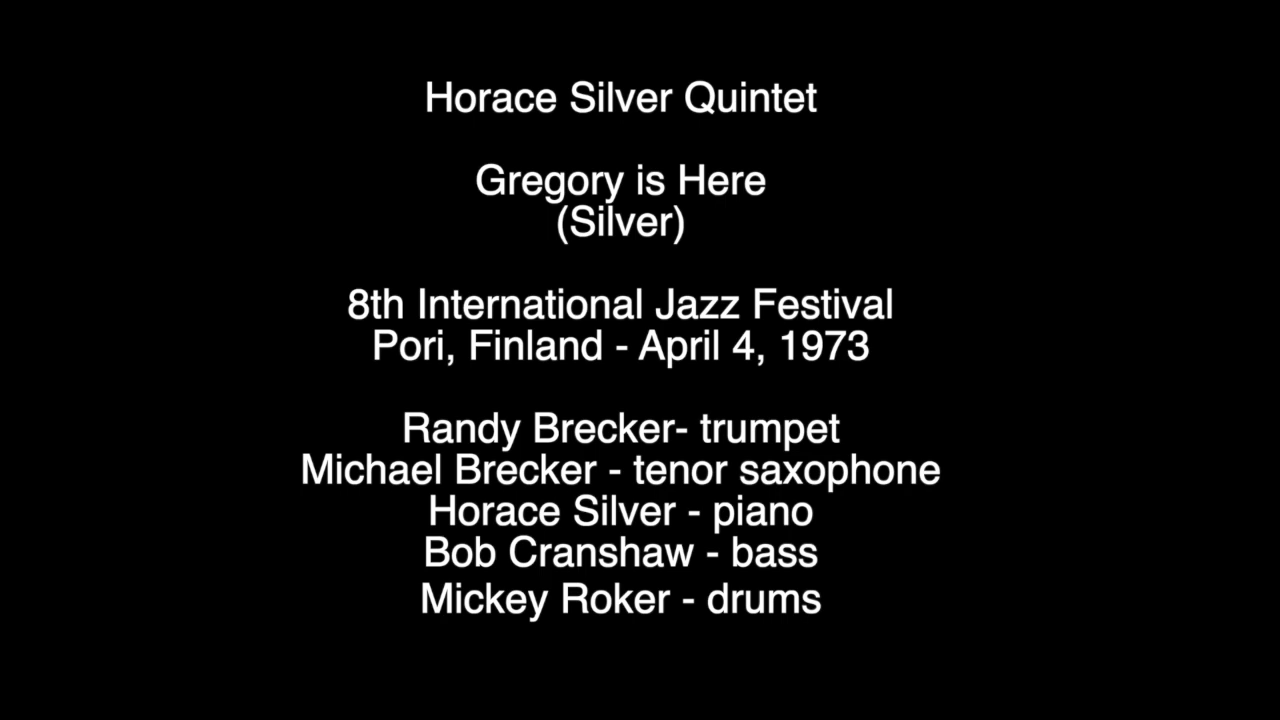 Horace Silver Quintet
Gregory is Here
(Silver)
8th International Jazz Festival
Pori, Finland - April 4, 1973
Randy Brecker- trumpet
Michael Brecker - tenor saxophone
Horace Silver - piano
Bob Cranshaw - bass
Mickey Roker - drums